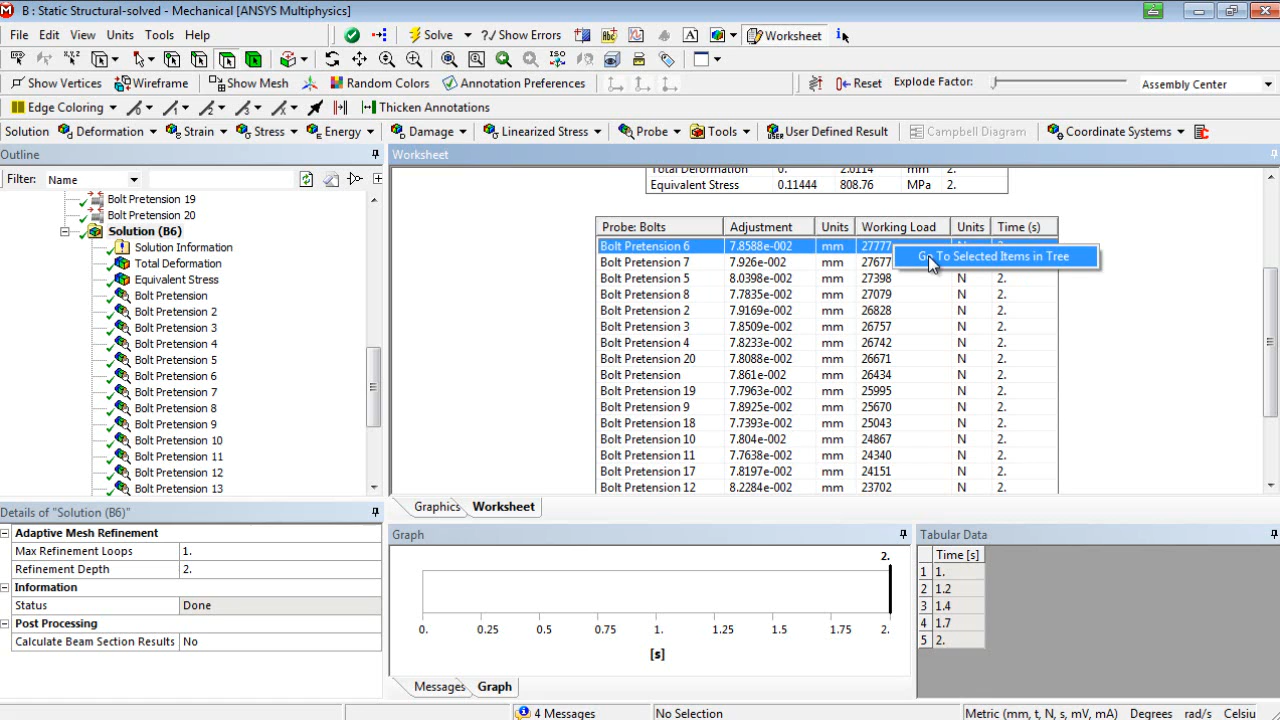 B : Static Structural-solved - Mechanical [ANSYS Multiphysics]
File Edit View Units Tools Help Solve ?/ Show Errors Worksheet
Show Vertices Wireframe Show Mesh Random Colors Annotation Preferences Reset Explode Factor: Assembly Center
Edge Coloring Thicken Annotations
Solution Deformation Strain Stress Energy Damage Linearized Stress Probe Tools User Defined Result Campbell Diagram Coordinate Systems
Outline
Filter: Name
Bolt Pretension 19
Bolt Pretension 20
Solution (B6)
Solution Information
Total Deformation
Equivalent Stress
Bolt Pretension
Bolt Pretension 2
Bolt Pretension 3
Bolt Pretension 4
Bolt Pretension 5
Bolt Pretension 6
Bolt Pretension 7
Bolt Pretension 8
Bolt Pretension 9
Bolt Pretension 10
Bolt Pretension 11
Bolt Pretension 12
Bolt Pretension 13
Details of "Solution (B6)"
Adaptive Mesh Refinement
Max Refinement Loops 1.
Refinement Depth 2.
Information
Status Done
Post Processing
Calculate Beam Section Results No
Worksheet
Total Deformation 0. 2.0114 mm 2.
Equivalent Stress 0.11444 808.76 MPa 2.
Probe: Bolts Adjustment Units Working Load Units Time (s)
Bolt Pretension 6 7.8588e-002 mm 27777
Go To Selected Items in Tree
Bolt Pretension 7 7.926e-002 mm 27677
Bolt Pretension 5 8.0398e-002 mm 27398 N 2.
Bolt Pretension 8 7.7835e-002 mm 27079 N 2.
Bolt Pretension 2 7.9169e-002 mm 26828 N 2.
Bolt Pretension 3 7.8509e-002 mm 26757 N 2.
Bolt Pretension 4 7.8233e-002 mm 26742 N 2.
Bolt Pretension 20 7.8088e-002 mm 26671 N 2.
Bolt Pretension 7.861e-002 mm 26434 N 2.
Bolt Pretension 19 7.7963e-002 mm 25995 N 2.
Bolt Pretension 9 7.8925e-002 mm 25670 N 2.
Bolt Pretension 18 7.7393e-002 mm 25043 N 2.
Bolt Pretension 10 7.804e-002 mm 24867 N 2.
Bolt Pretension 11 7.7638e-002 mm 24340 N 2.
Bolt Pretension 17 7.8197e-002 mm 24151 N 2.
Bolt Pretension 12 8.2284e-002 mm 23702 N 2.
Graphics Worksheet
Graph
2.
0. 0.25 0.5 0.75 1. 1.25 1.5 1.75 2.
[s]
Messages Graph
Tabular Data
Time [s]
1 1.
2 1.2
3 1.4
4 1.7
5 2.
4 Messages No Selection Metric (mm, t, N, s, mV, mA) Degrees rad/s Celsiu